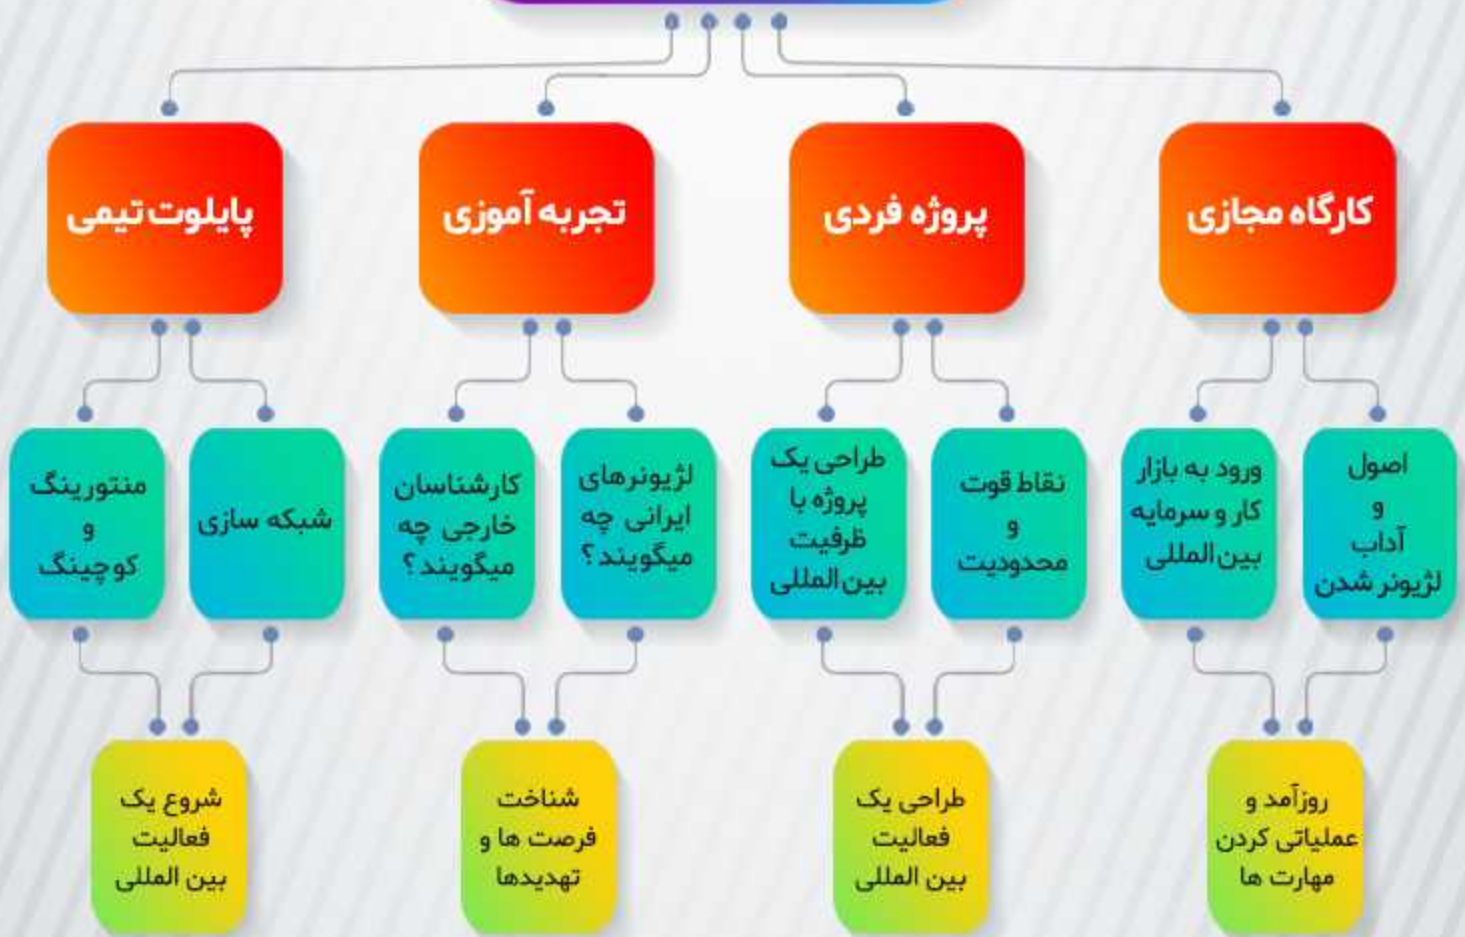 کارگاه مجازی
پروژه فردی
تجربه آموزی
پایلوت تیمی
اصول
و
آداب
لژیونر شدن
ورود به بازار
کار و سرمایه
بین المللی
نقاط قوت
و
محدودیت
طراحی یک
پروژه با
ظرفیت
بین المللی
لژیونرهای
ایرانی چه
میگویند؟
کارشناسان
خارجی چه
میگویند؟
شبکه سازی
منتورینگ
و
کوچینگ
روزآمد و
عملیاتی کردن
مهارت ها
طراحی یک
فعالیت
بین المللی
شناخت
فرصت ها و
تهدیدها
شروع یک
فعالیت
بین المللی